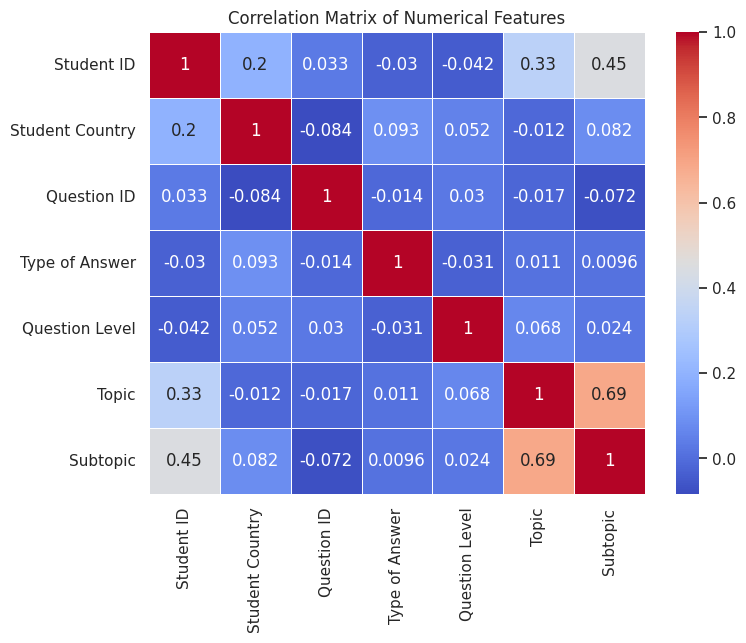 Correlation Matrix of Numerical Features
Student ID 1 0.2 0.033 -0.03 -0.042 0.33 0.45
Student Country 0.2 1 -0.084 0.093 0.052 -0.012 0.082
Question ID 0.033 -0.084 1 -0.014 0.03 -0.017 -0.072
Type of Answer -0.03 0.093 -0.014 1 -0.031 0.011 0.0096
Question Level -0.042 0.052 0.03 -0.031 1 0.068 0.024
Topic 0.33 -0.012 -0.017 0.011 0.068 1 0.69
Subtopic 0.45 0.082 -0.072 0.0096 0.024 0.69 1
Student ID
Student Country
Question ID
Type of Answer
Question Level
Topic
Subtopic
1.0
0.8
0.6
0.4
0.2
0.0